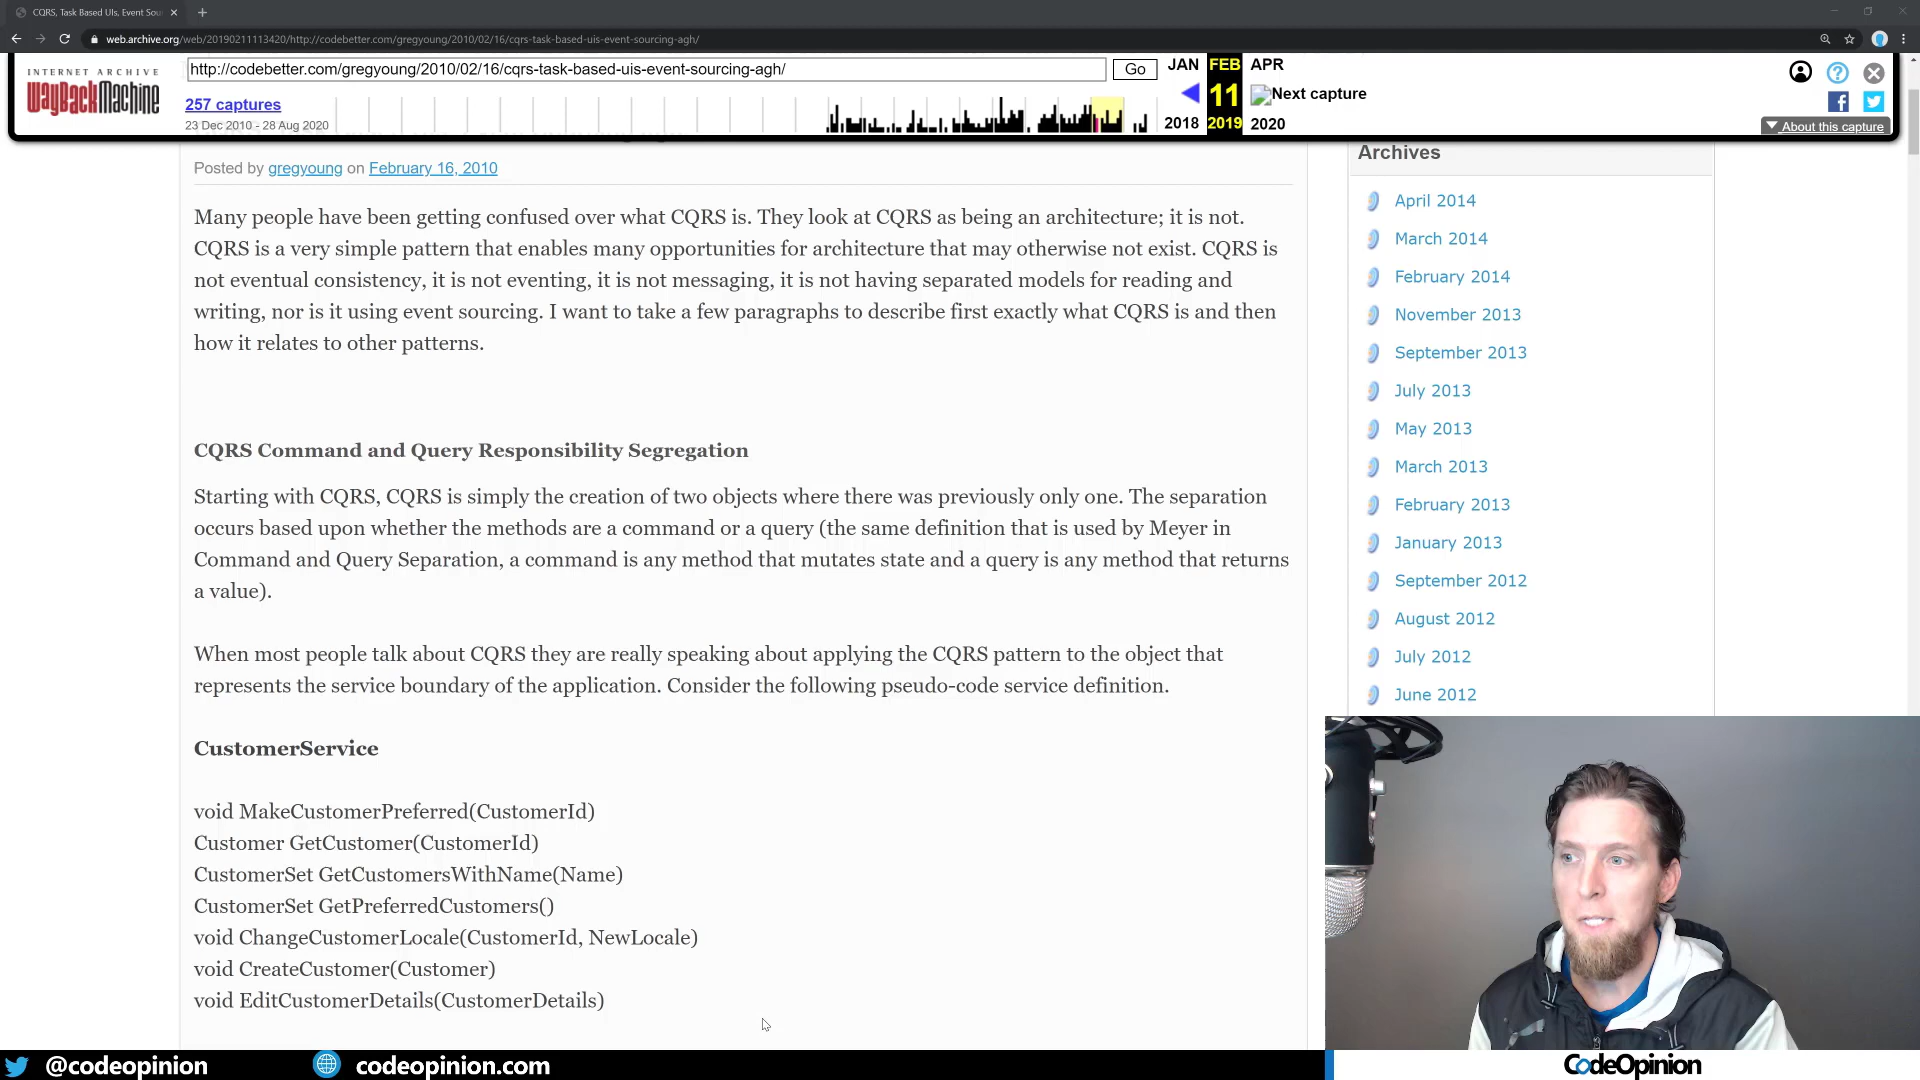 CQRS, Task Based UIs, Event Sou
web.archive.org/web/20190211113420/http://codebetter.com/gregyoung/2010/02/16/cqrs-task-based-uis-event-sourcing-agh/
INTERNET ARCHIVE
WayBackMachine
http://codebetter.com/gregyoung/2010/02/16/cqrs-task-based-uis-event-sourcing-agh/
Go
JAN FEB APR
257 captures
11
Next capture
23 Dec 2010 - 28 Aug 2020
2018 2019 2020
About this capture
Posted by gregyoung on February 16, 2010
Many people have been getting confused over what CQRS is. They look at CQRS as being an architecture; it is not.
CQRS is a very simple pattern that enables many opportunities for architecture that may otherwise not exist. CQRS is
not eventual consistency, it is not eventing, it is not messaging, it is not having separated models for reading and
writing, nor is it using event sourcing. I want to take a few paragraphs to describe first exactly what CQRS is and then
how it relates to other patterns.
CQRS Command and Query Responsibility Segregation
Starting with CQRS, CQRS is simply the creation of two objects where there was previously only one. The separation
occurs based upon whether the methods are a command or a query (the same definition that is used by Meyer in
Command and Query Separation, a command is any method that mutates state and a query is any method that returns
a value).
When most people talk about CQRS they are really speaking about applying the CQRS pattern to the object that
represents the service boundary of the application. Consider the following pseudo-code service definition.
CustomerService
void MakeCustomerPreferred(CustomerId)
Customer GetCustomer(CustomerId)
CustomerSet GetCustomersWithName(Name)
CustomerSet GetPreferredCustomers()
void ChangeCustomerLocale(CustomerId, NewLocale)
void CreateCustomer(Customer)
void EditCustomerDetails(CustomerDetails)
Archives
April 2014
March 2014
February 2014
November 2013
September 2013
July 2013
May 2013
March 2013
February 2013
January 2013
September 2012
August 2012
July 2012
June 2012
@codeopinion
codeopinion.com
CodeOpinion